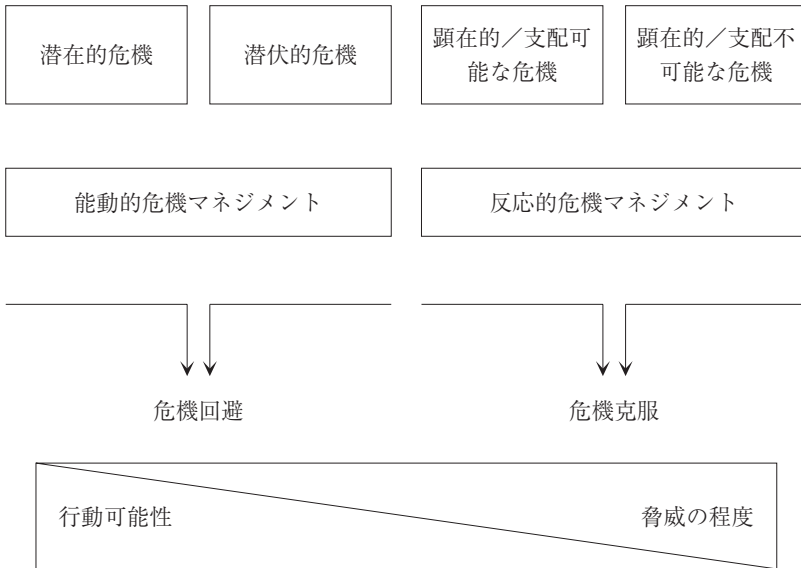 潜在的危機
潜伏的危機
顕在的／支配可
能な危機
顕在的／支配不
可能な危機
能動的危機マネジメント
反応的危機マネジメント
危機回避
危機克服
行動可能性
脅威の程度